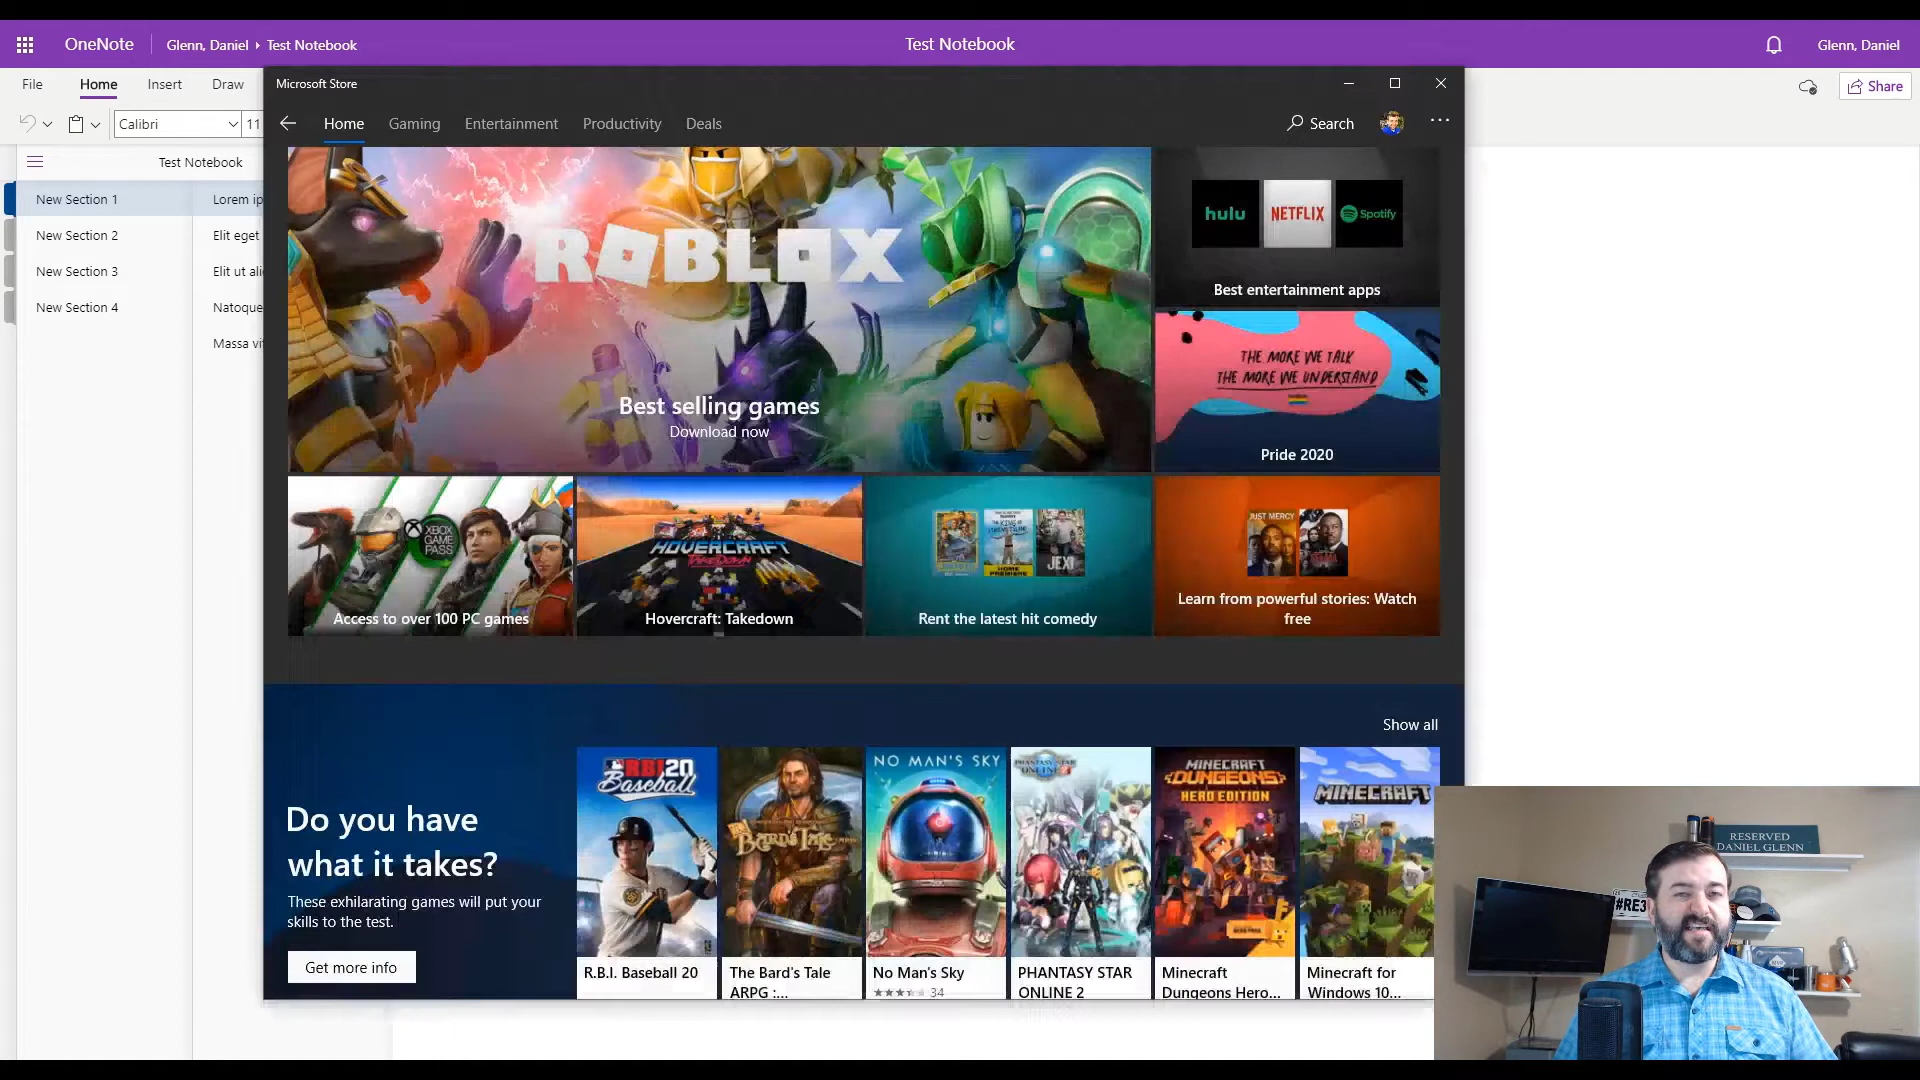 OneNote
Glenn, Daniel
Test Notebook
Test Notebook
Glenn, Daniel
File
Home
Insert
Draw
Share
Calibri
11
Test Notebook
New Section 1
New Section 2
New Section 3
New Section 4
Lorem ip
Elit eget
Elit ut ali
Natoque
Massa vi
Microsoft Store
Home
Gaming
Entertainment
Productivity
Deals
Search
ROBLOX
Best selling games
Download now
hulu
NETFLIX
Spotify
Best entertainment apps
THE MORE WE TALK
THE MORE WE UNDERSTAND
Pride 2020
XBOX
GAME
PASS
Access to over 100 PC games
HOVERCRAFT
TAKEDOWN
Hovercraft: Takedown
JEXI
Rent the latest hit comedy
JUST MERCY
Learn from powerful stories: Watch
free
Show all
Do you have
what it takes?
These exhilarating games will put your
skills to the test.
Get more info
RBI 20
Baseball
R.B.I. Baseball 20
BARD'S TALE
The Bard's Tale
ARPG :...
NO MAN'S SKY
No Man's Sky
34
PHANTASY STAR
ONLINE 2
PHANTASY STAR
ONLINE 2
MINECRAFT
DUNGEONS
HERO EDITION
Minecraft
Dungeons Hero...
MINECRAFT
Minecraft for
Windows 10...
RESERVED
DANIEL GLENN
#RE3